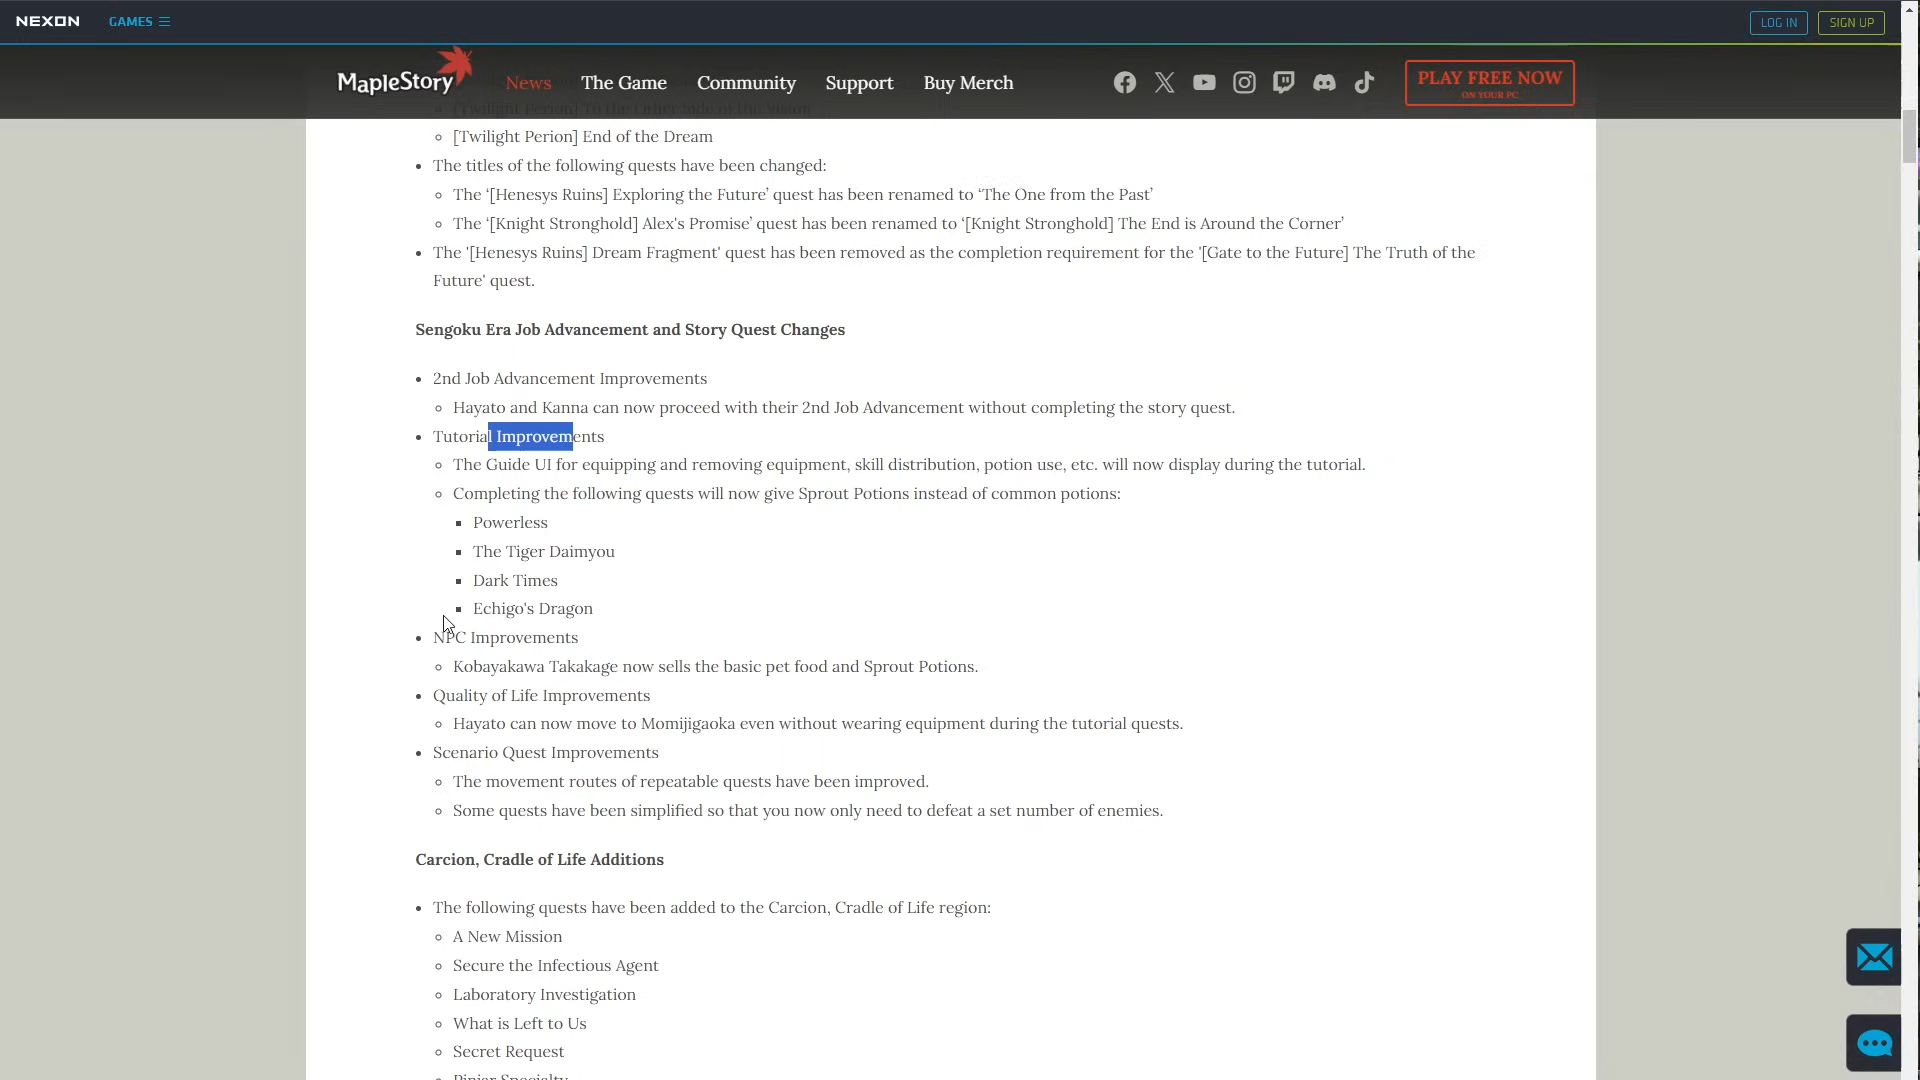 NEXON
GAMES
LOG IN
SIGN UP
MapleStory
News
The Game
Community
Support
Buy Merch
PLAY FREE NOW
ON YOUR PC
[Twilight Perion] To the Other Side of the Vision
[Twilight Perion] End of the Dream
The titles of the following quests have been changed:
The ‘[Henesys Ruins] Exploring the Future’ quest has been renamed to ‘The One from the Past’
The ‘[Knight Stronghold] Alex's Promise’ quest has been renamed to ‘[Knight Stronghold] The End is Around the Corner’
The '[Henesys Ruins] Dream Fragment' quest has been removed as the completion requirement for the '[Gate to the Future] The Truth of the
Future' quest.
Sengoku Era Job Advancement and Story Quest Changes
2nd Job Advancement Improvements
Hayato and Kanna can now proceed with their 2nd Job Advancement without completing the story quest.
Tutorial Improvements
The Guide UI for equipping and removing equipment, skill distribution, potion use, etc. will now display during the tutorial.
Completing the following quests will now give Sprout Potions instead of common potions:
Powerless
The Tiger Daimyou
Dark Times
Echigo's Dragon
NPC Improvements
Kobayakawa Takakage now sells the basic pet food and Sprout Potions.
Quality of Life Improvements
Hayato can now move to Momijigaoka even without wearing equipment during the tutorial quests.
Scenario Quest Improvements
The movement routes of repeatable quests have been improved.
Some quests have been simplified so that you now only need to defeat a set number of enemies.
Carcion, Cradle of Life Additions
The following quests have been added to the Carcion, Cradle of Life region:
A New Mission
Secure the Infectious Agent
Laboratory Investigation
What is Left to Us
Secret Request